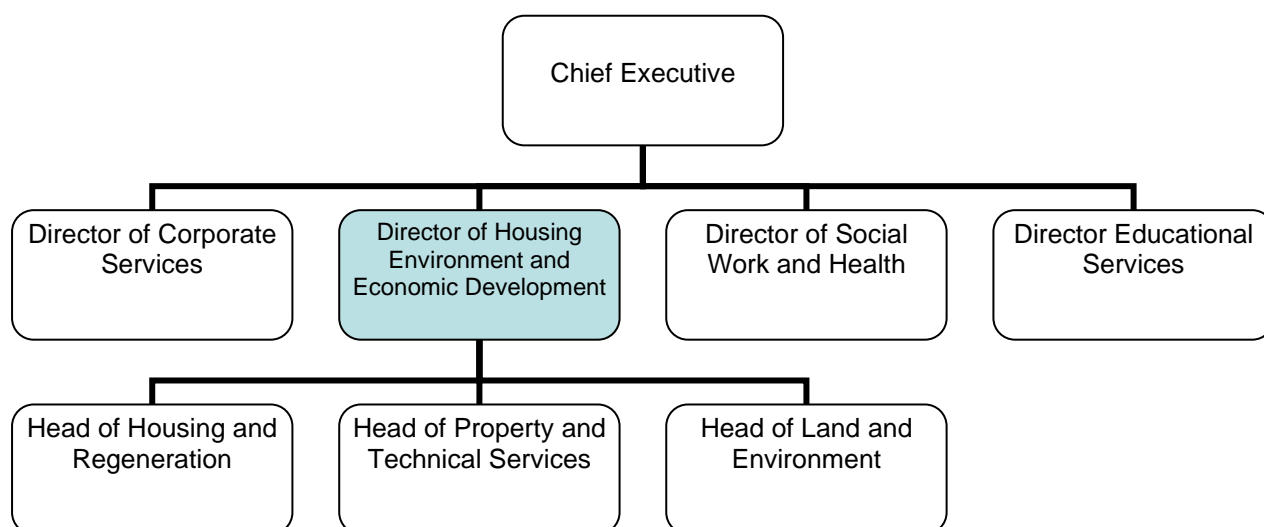 Chief Executive
Director of Corporate
Services
Director of Housing
Environment and
Economic Development
Director of Social
Work and Health
Director Educational
Services
Head of Housing and
Regeneration
Head of Property and
Technical Services
Head of Land and
Environment